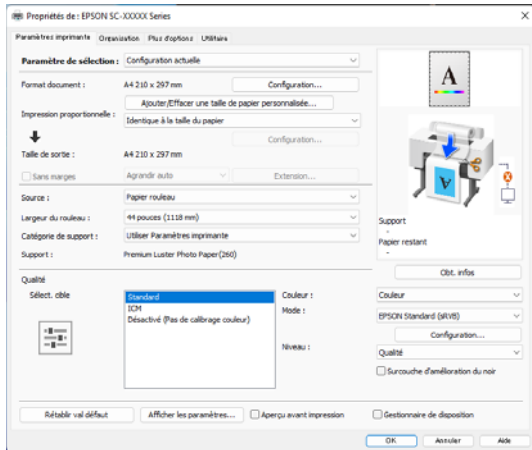 Propriétés de : EPSON SC-XXXXX Series
Paramètres imprimante Organisation Plus d'options Utilitaire
Paramètre de sélection : Configuration actuelle
Format document : A4 210 x 297 mm Configuration...
Ajouter/Effacer une taille de papier personnalisée...
Impression proportionnelle : Identique à la taille du papier
Configuration...
Taille de sortie : A4 210 x 297 mm
Sans marges Agrandir auto Extension...
Source : Papier rouleau
Largeur du rouleau : 44 pouces (1118 mm)
Catégorie de support : Utiliser Paramètres imprimante
Support : Premium Luster Photo Paper(260)
A
A
Support
-
Papier restant
-
Obt. infos
Qualité
Sélect. cible
Standard
ICM
Désactivé (Pas de calibrage couleur)
Couleur : Couleur
Mode : EPSON Standard (sRVB)
Configuration...
Niveau : Qualité
Surcouche d'amélioration du noir
Rétablir val défaut Afficher les paramètres... Aperçu avant impression Gestionnaire de disposition
OK Annuler Aide